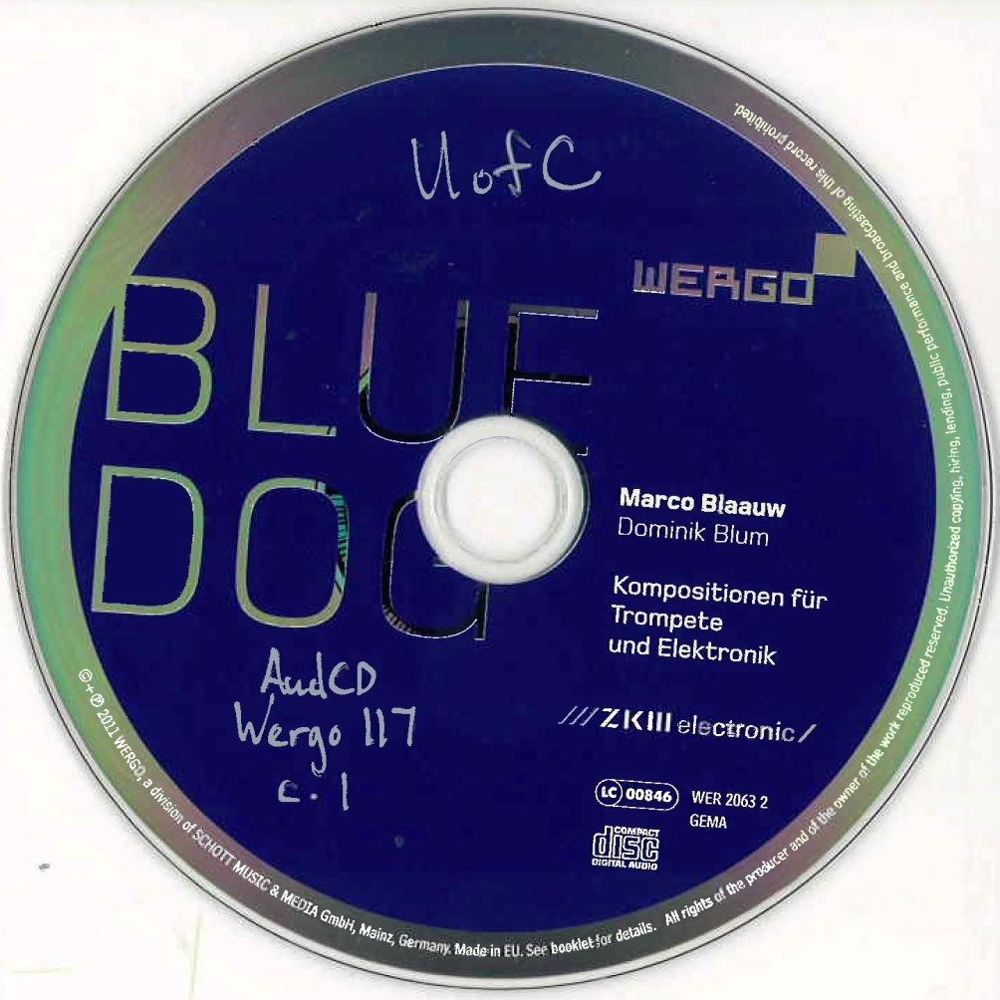 UofC
WERGO
BLUE
DOG
Marco Blaauw
Dominik Blum
Kompositionen für
Trompete
und Elektronik
AudCD
Wergo 117
c. 1
///ZKIII electronic/
LC 00846
WER 2063 2
GEMA
COMPACT
disc
DIGITAL AUDIO
©+℗ 2011 WERGO, a division of SCHOTT MUSIC & MEDIA GmbH, Mainz, Germany. Made in EU. See booklet for details. All rights of the producer and of the owner of the work reproduced reserved. Unauthorized copying, hiring, lending, public performance and broadcasting of this record prohibited.